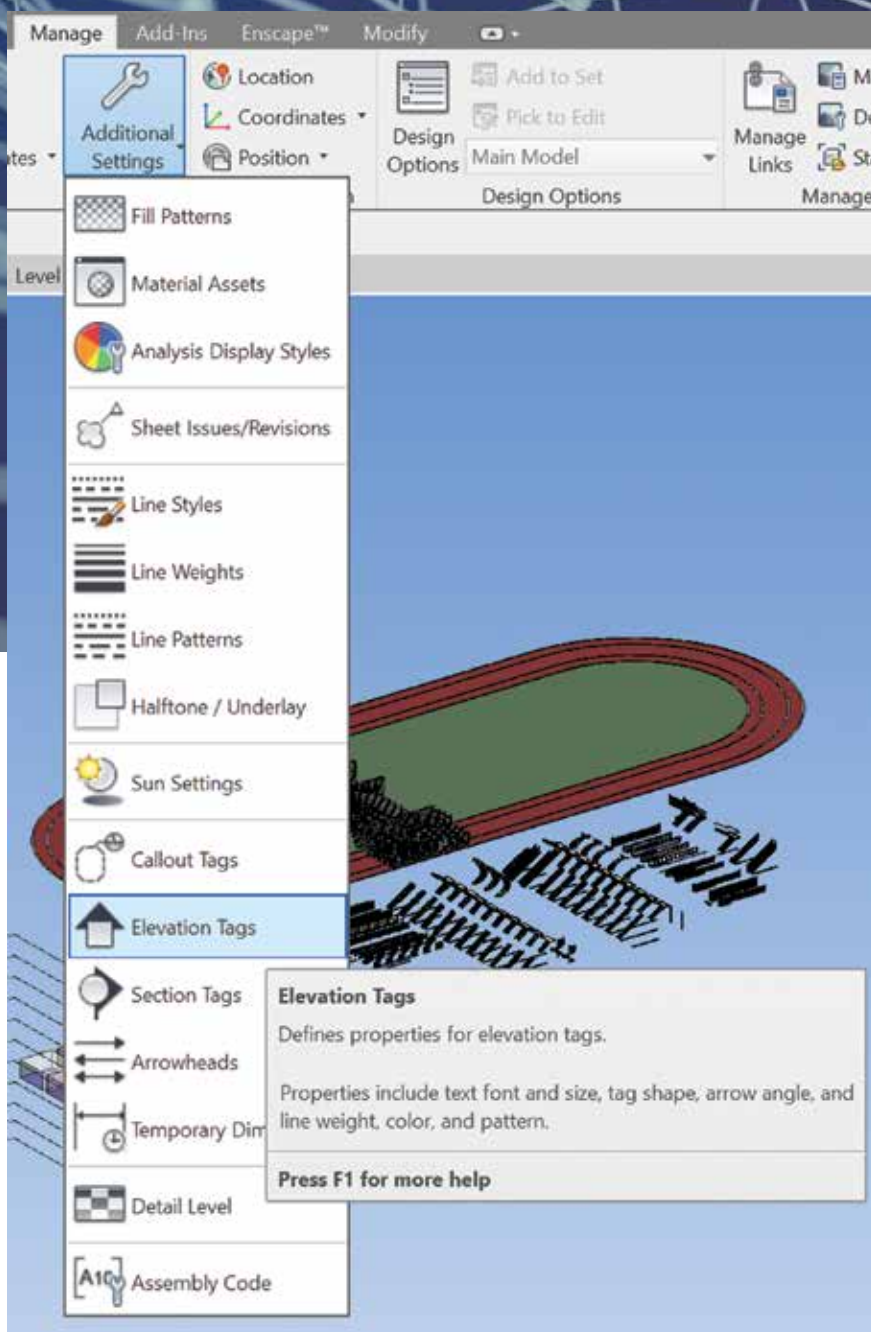 Manage Add-Ins Enscape™ Modify
Additional
Settings
Location
Coordinates
Position
Design
Options
Add to Set
Pick to Edit
Main Model
Design Options
Manage
Links
Manage
Level
Fill Patterns
Material Assets
Analysis Display Styles
Sheet Issues/Revisions
Line Styles
Line Weights
Line Patterns
Halftone / Underlay
Sun Settings
Callout Tags
Elevation Tags
Section Tags
Arrowheads
Temporary Dim
Detail Level
Assembly Code
Elevation Tags
Defines properties for elevation tags.
Properties include text font and size, tag shape, arrow angle, and
line weight, color, and pattern.
Press F1 for more help